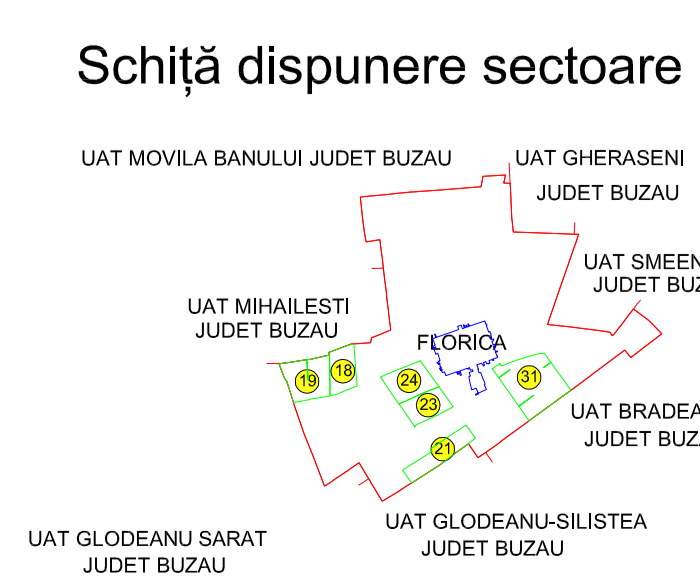 Schiță dispunere sectoare
UAT MOVILA BANULUI JUDET BUZAU
UAT GHERASENI
JUDET BUZAU
UAT SMEEN
JUDET BUZ
UAT MIHAILESTI
JUDET BUZAU
FLORICA
19
18
24
23
31
21
UAT BRADEA
JUDET BUZ
UAT GLODEANU-SILISTEA
JUDET BUZAU
UAT GLODEANU SARAT
JUDET BUZAU